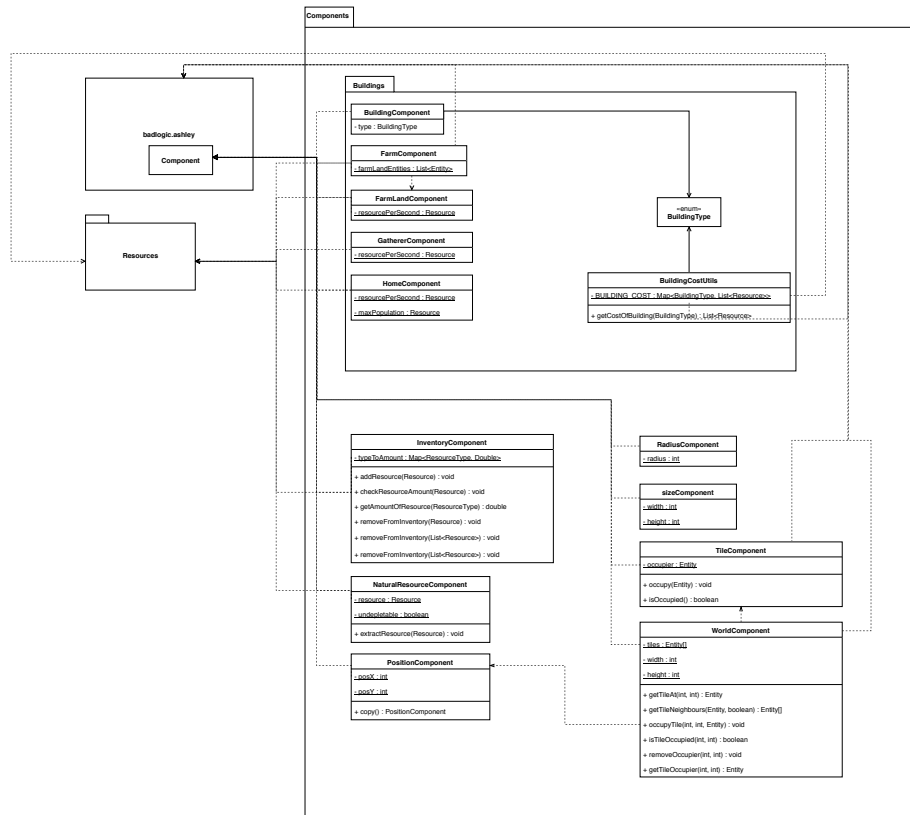 Components
Buildings
badlogic.ashley
Component
Resources
BuildingComponent
- type : BuildingType
FarmComponent
- farmLandEntities : List<Entity>
FarmLandComponent
- resourcePerSecond : Resource
GathererComponent
- resourcePerSecond : Resource
HomeComponent
- resourcePerSecond : Resource
- maxPopulation : Resource
«enum»
BuildingType
BuildingCostUtils
- BUILDING_COST : Map<BuildingType, List<Resource>>
+ getCostOfBuilding(BuildingType) : List<Resource>
InventoryComponent
- typeToAmount : Map<ResourceType, Double>
+ addResource(Resource) : void
+ checkResourceAmount(Resource) : void
+ getAmountOfResource(ResourceType) : double
+ removeFromInventory(Resource) : void
+ removeFromInventory(List<Resource>) : void
+ removeFromInventory(List<Resource>) : void
NaturalResourceComponent
- resource : Resource
- undepletable : boolean
+ extractResource(Resource) : void
PositionComponent
- posX : int
- posY : int
+ copy() : PositionComponent
RadiusComponent
- radius : int
sizeComponent
- width : int
- height : int
TileComponent
- occupier : Entity
+ occupy(Entity) : void
+ isOccupied() : boolean
WorldComponent
- tiles : Entity[]
- width : int
- height : int
+ getTileAt(int, int) : Entity
+ getTileNeighbours(Entity, boolean) : Entity[]
+ occupyTile(int, int, Entity) : void
+ isTileOccupied(int, int) : boolean
+ removeOccupier(int, int) : void
+ getTileOccupier(int, int) : Entity